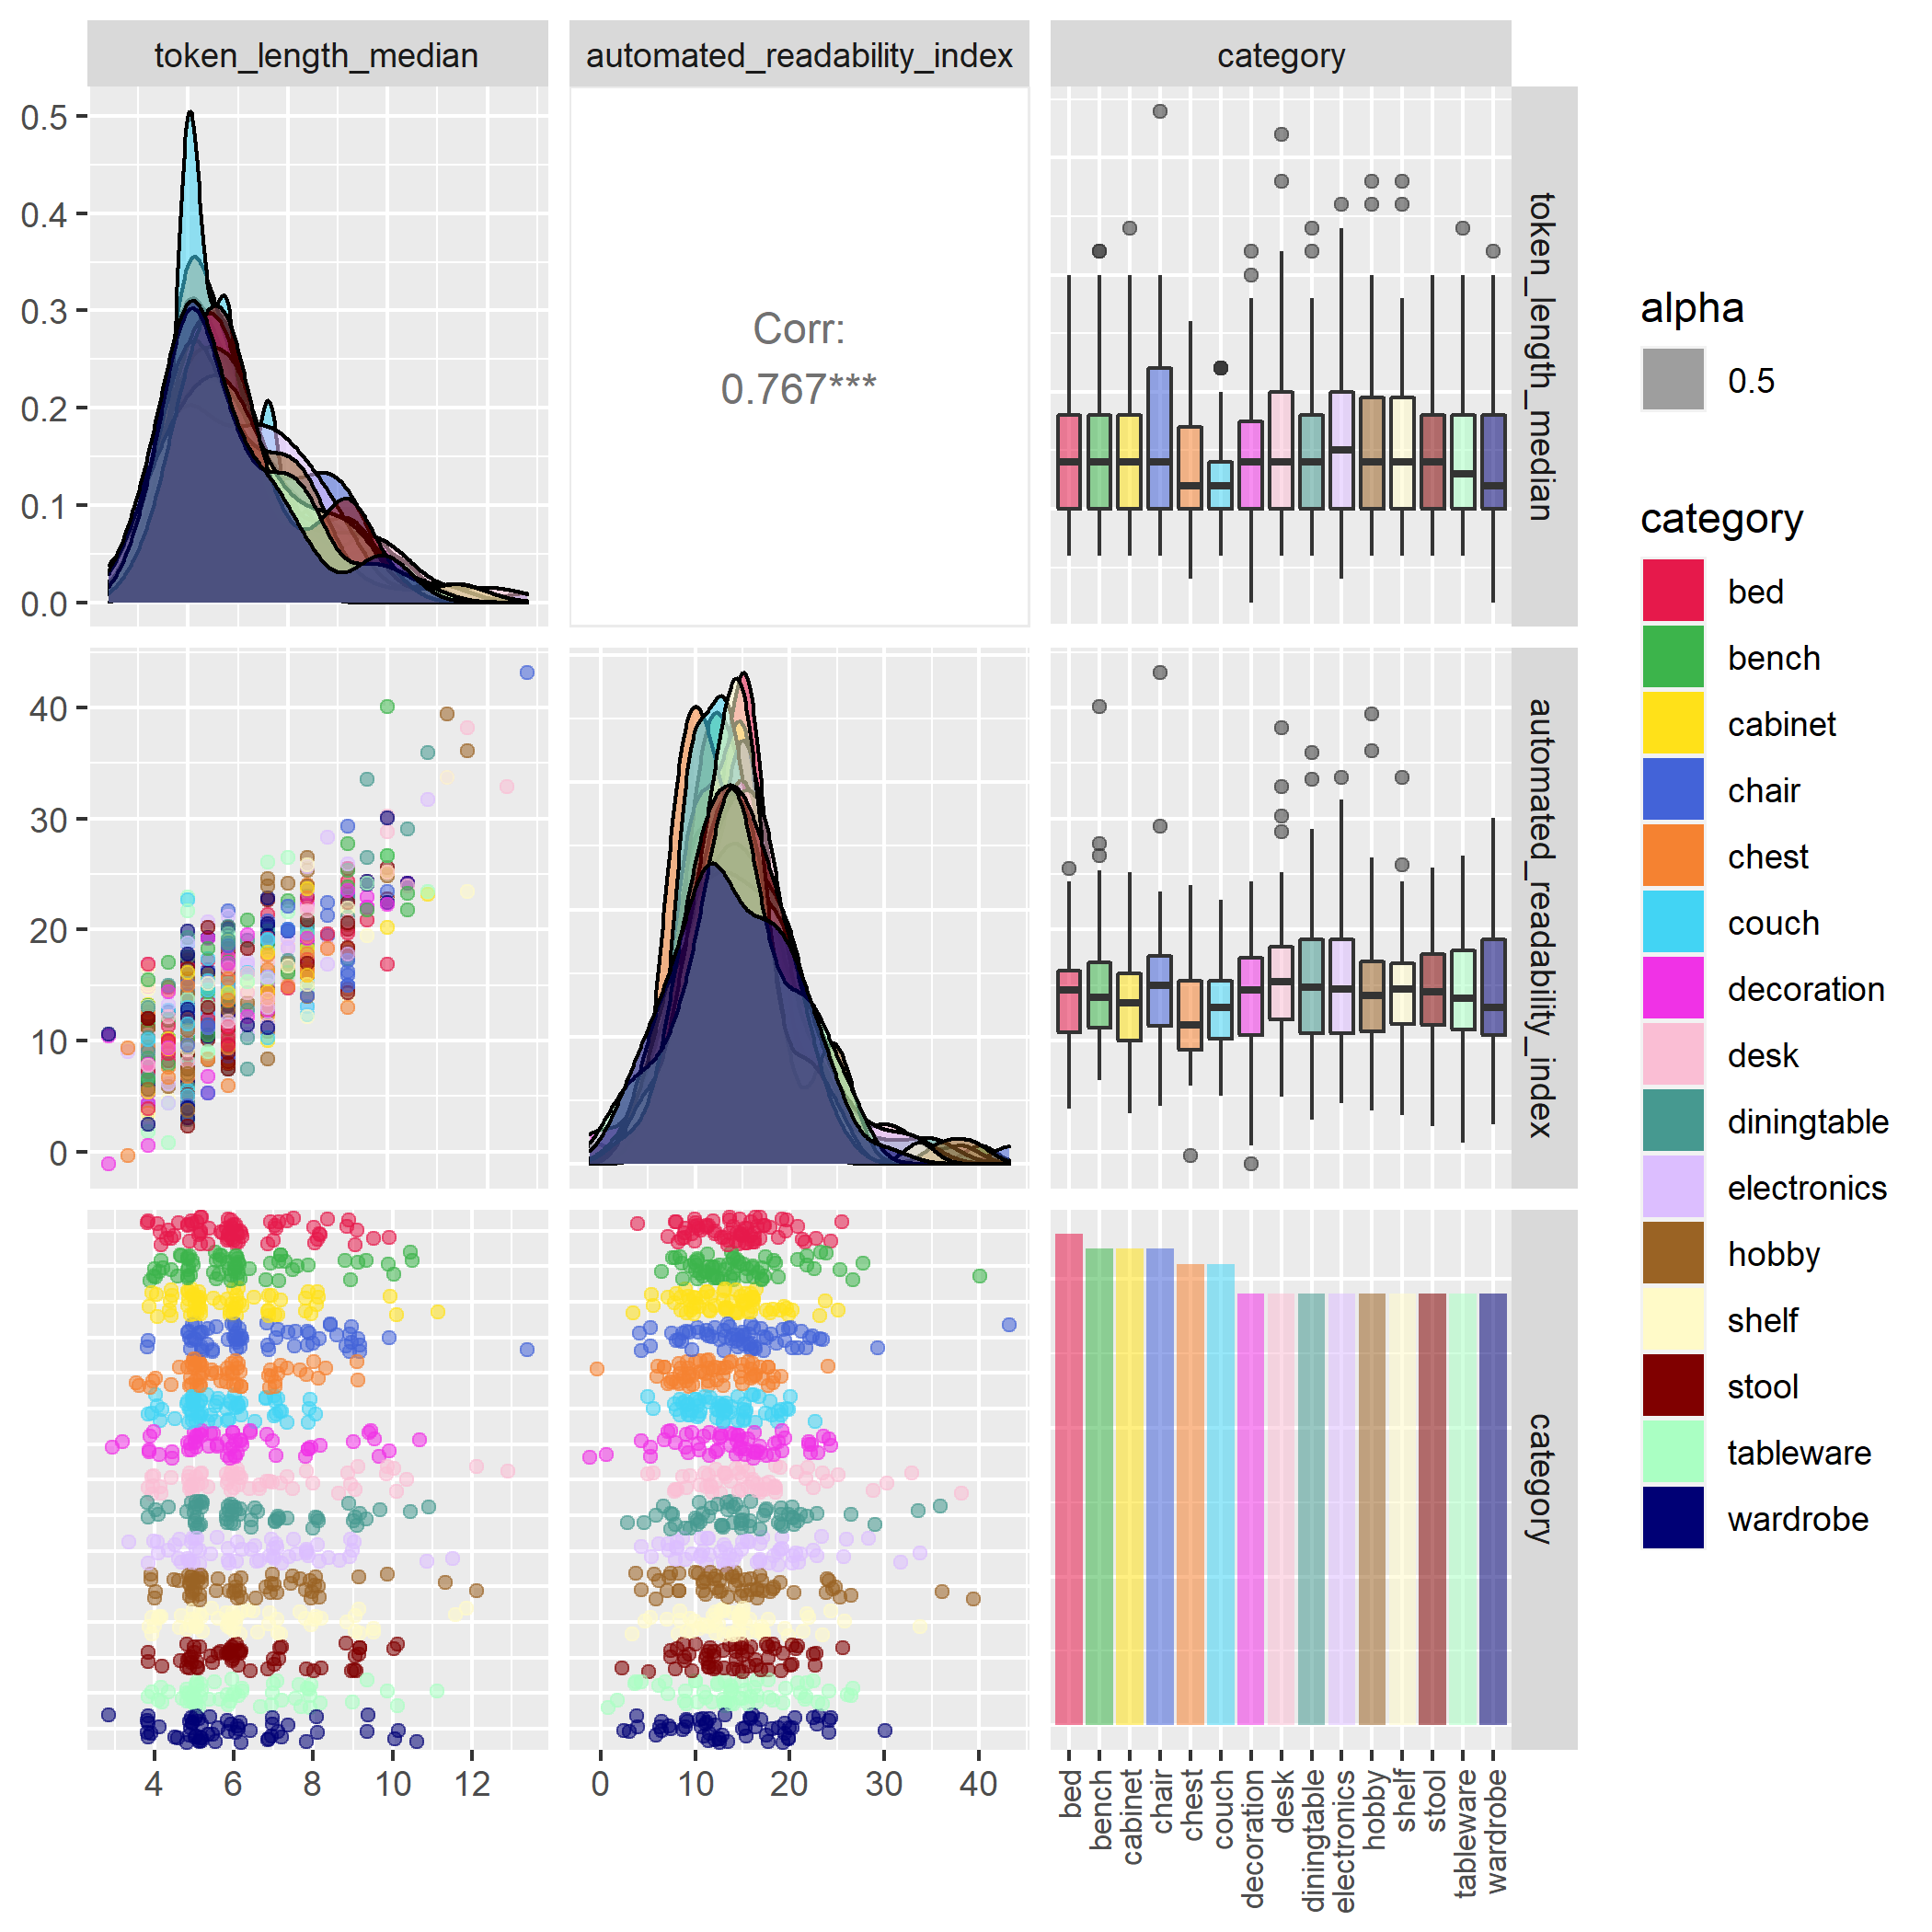 token_length_median
automated_readability_index
category
0.5
0.4
0.3
0.2
0.1
0.0
Corr:
0.767***
token_length_median
40
30
20
10
0
automated_readability_index
category
4
6
8
10
12
0
10
20
30
40
bed
bench
cabinet
chair
chest
couch
decoration
desk
diningtable
electronics
hobby
shelf
stool
tableware
wardrobe
alpha
0.5
category
bed
bench
cabinet
chair
chest
couch
decoration
desk
diningtable
electronics
hobby
shelf
stool
tableware
wardrobe